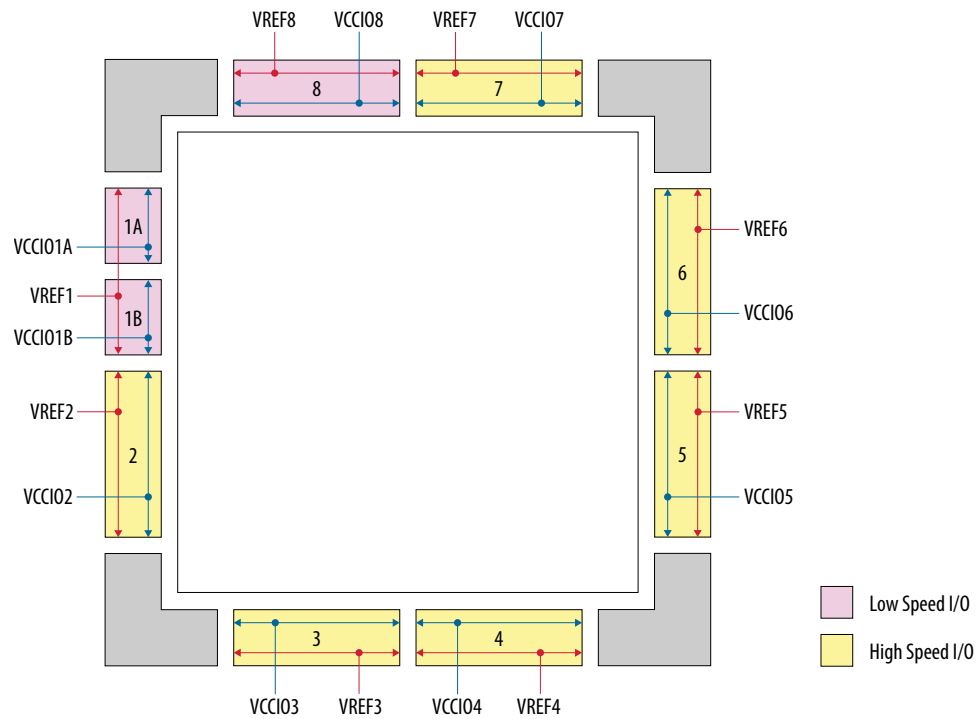 VREF8 VCCIO8 VREF7 VCCIO7
8 7
1A
VCCIO1A
VREF1
1B
VCCIO1B
VREF2
2
VCCIO2
VREF6
6
VCCIO6
VREF5
5
VCCIO5
3 4
VCCIO3 VREF3 VCCIO4 VREF4
Low Speed I/O
High Speed I/O